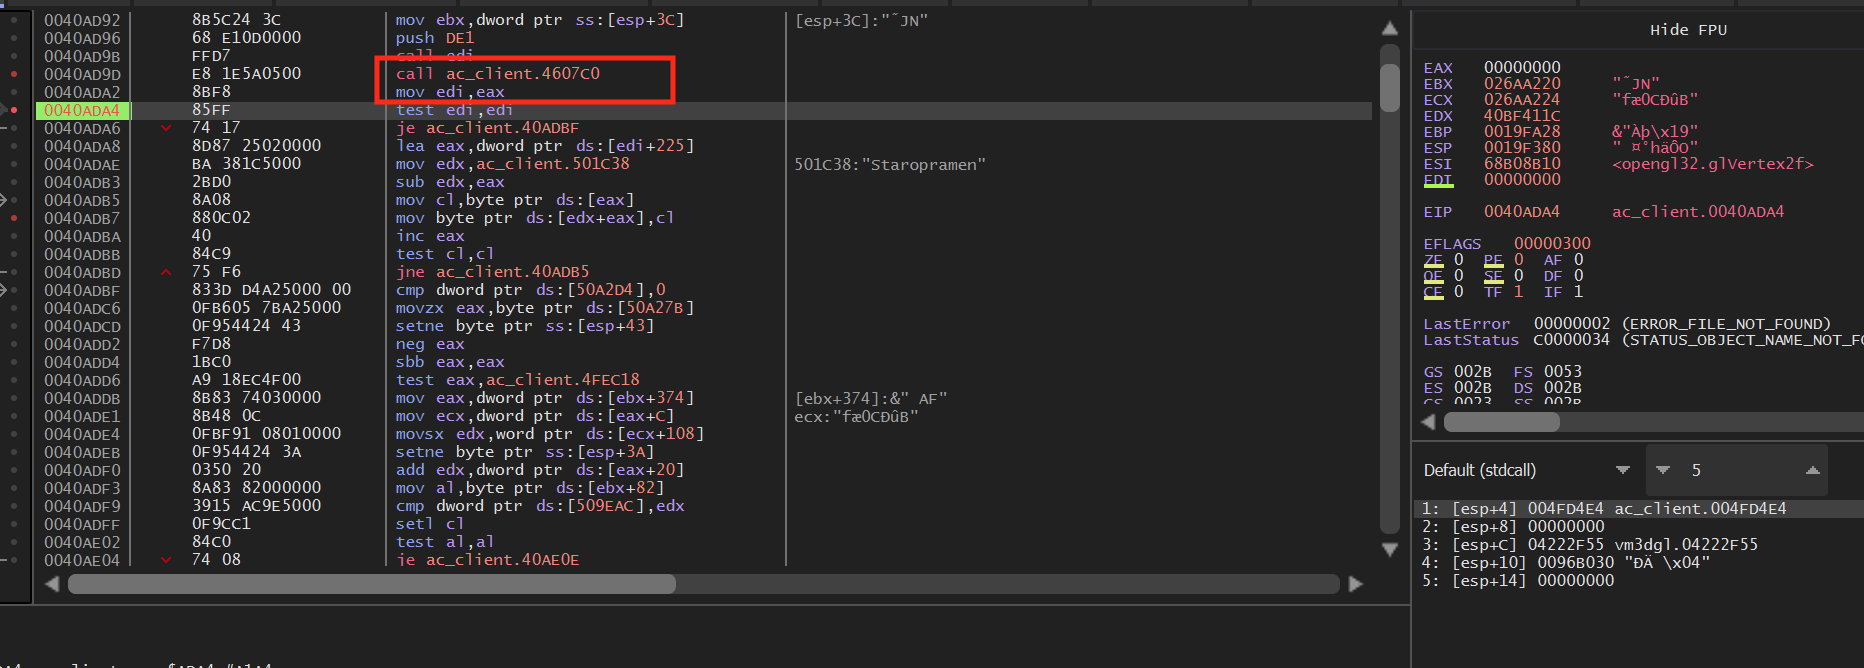 0040AD92 8B5C24 3C mov ebx,dword ptr ss:[esp+3C] [esp+3C]:"˜JN"
0040AD96 68 E10D0000 push DE1
0040AD9B FFD7 call edi
0040AD9D E8 1E5A0500 call ac_client.4607C0
0040ADA2 8BF8 mov edi,eax
0040ADA4 85FF test edi,edi
0040ADA6 74 17 je ac_client.40ADBF
0040ADA8 8D87 25020000 lea eax,dword ptr ds:[edi+225]
0040ADAE BA 381C5000 mov edx,ac_client.501C38 501C38:"Staropramen"
0040ADB3 2BD0 sub edx,eax
0040ADB5 8A08 mov cl,byte ptr ds:[eax]
0040ADB7 880C02 mov byte ptr ds:[edx+eax],cl
0040ADBA 40 inc eax
0040ADBB 84C9 test cl,cl
0040ADBD 75 F6 jne ac_client.40ADB5
0040ADBF 833D D4A25000 00 cmp dword ptr ds:[50A2D4],0
0040ADC6 0FB605 7BA25000 movzx eax,byte ptr ds:[50A27B]
0040ADCD 0F954424 43 setne byte ptr ss:[esp+43]
0040ADD2 F7D8 neg eax
0040ADD4 1BC0 sbb eax,eax
0040ADD6 A9 18EC4F00 test eax,ac_client.4FEC18
0040ADDB 8B83 74030000 mov eax,dword ptr ds:[ebx+374] [ebx+374]:&" AF"
0040ADE1 8B48 0C mov ecx,dword ptr ds:[eax+C] ecx:"fæOCÐûB"
0040ADE4 0FBF91 08010000 movsx edx,word ptr ds:[ecx+108]
0040ADEB 0F954424 3A setne byte ptr ss:[esp+3A]
0040ADF0 0350 20 add edx,dword ptr ds:[eax+20]
0040ADF3 8A83 82000000 mov al,byte ptr ds:[ebx+82]
0040ADF9 3915 AC9E5000 cmp dword ptr ds:[509EAC],edx
0040ADFF 0F9CC1 setl cl
0040AE02 84C0 test al,al
0040AE04 74 08 je ac_client.40AE0E
Hide FPU
EAX 00000000
EBX 026AA220 "˜JN"
ECX 026AA224 "fæOCÐûB"
EDX 40BF411C
EBP 0019FA28 &"Àþ\x19"
ESP 0019F380 " ¤°häÔO"
ESI 68B08B10 <opengl32.glVertex2f>
EDI 00000000
EIP 0040ADA4 ac_client.0040ADA4
EFLAGS 00000300
ZF 0 PF 0 AF 0
OF 0 SF 0 DF 0
CF 0 TF 1 IF 1
LastError 00000002 (ERROR_FILE_NOT_FOUND)
LastStatus C0000034 (STATUS_OBJECT_NAME_NOT_FO
GS 002B FS 0053
ES 002B DS 002B
CS 0023 SS 002B
Default (stdcall) 5
1: [esp+4] 004FD4E4 ac_client.004FD4E4
2: [esp+8] 00000000
3: [esp+C] 04222F55 vm3dgl.04222F55
4: [esp+10] 0096B030 "ÐÄ \x04"
5: [esp+14] 00000000